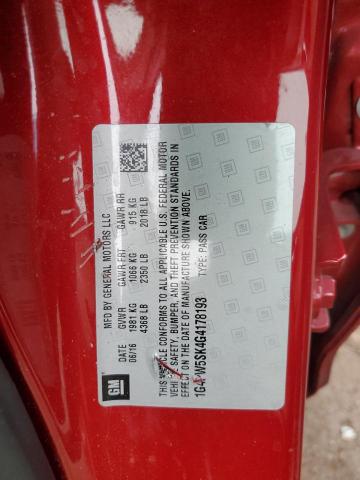 MFD BY GENERAL MOTORS LLC
DATE GVWR GAWR FRT GAWR RR
06/16 1981 KG 1066 KG 915 KG
4368 LB 2350 LB 2018 LB
THIS VEHICLE CONFORMS TO ALL APPLICABLE U.S. FEDERAL MOTOR
VEHICLE SAFETY, BUMPER, AND THEFT PREVENTION STANDARDS IN
EFFECT ON THE DATE OF MANUFACTURE SHOWN ABOVE.
1G4PW5SK4G4178193 TYPE: PASS CAR
GM